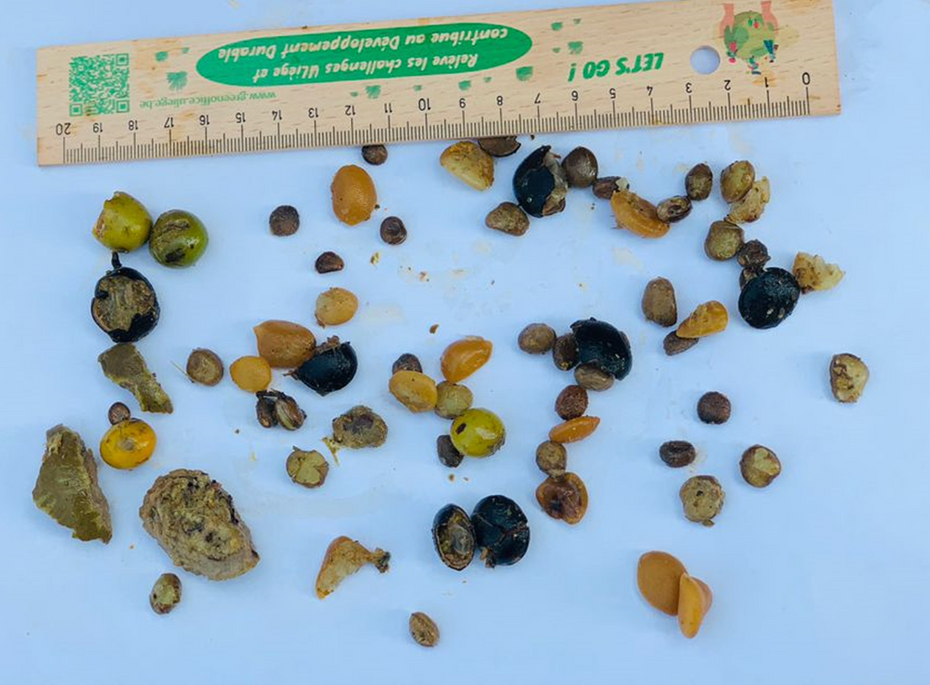 Relève les challenges ULiège et
contribue au Développement Durable
LET'S GO !
www.greenoffice.uliege.be
0 1 2 3 4 5 6 7 8 9 10 11 12 13 14 15 16 17 18 19 20